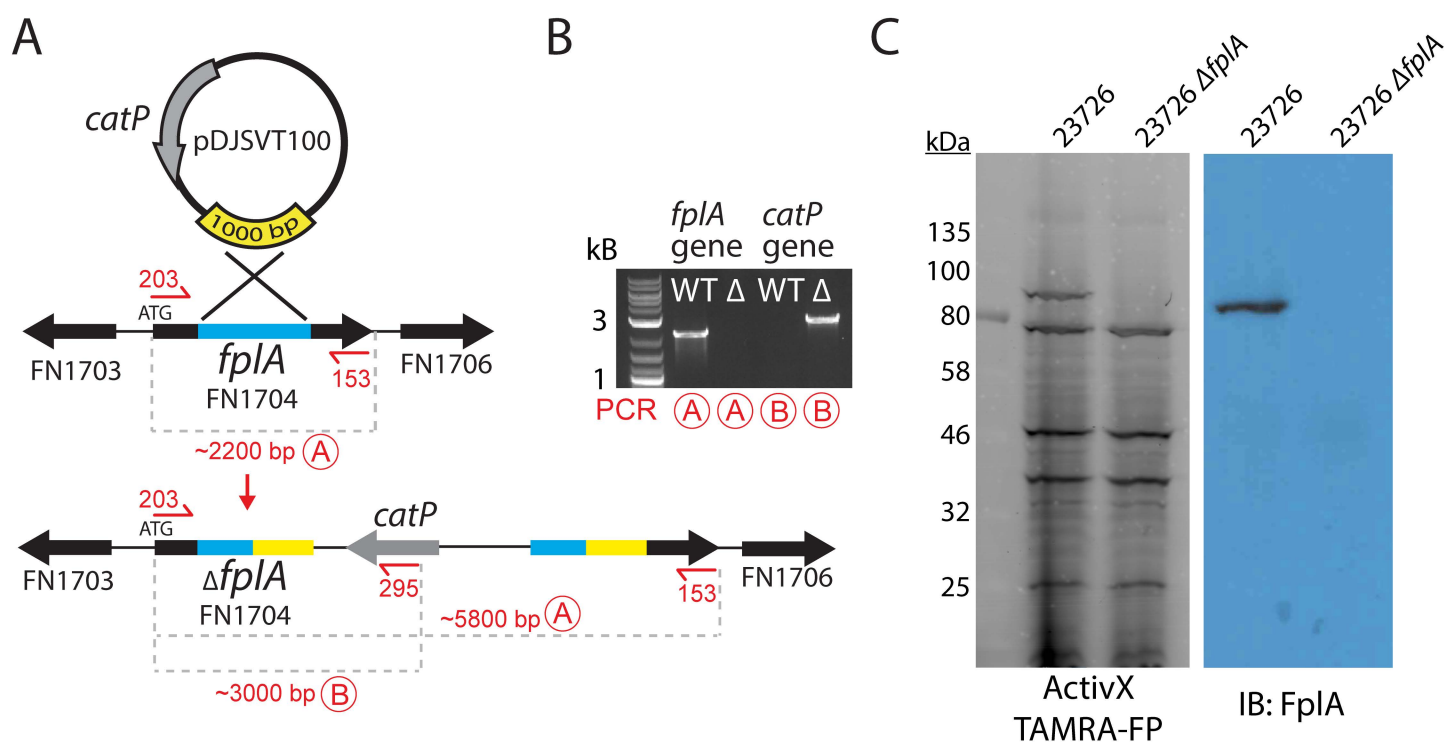 A
catP
pDJSVT100
1000 bp
203
ATG
FN1703
fplA
FN1704
153
FN1706
~2200 bp A
203
ATG
catP
FN1703
ΔfplA
FN1704
295
153
FN1706
~5800 bp A
~3000 bp B
B
fplA gene
catP gene
kB
WT Δ WT Δ
3
1
PCR A A B B
C
23726
23726 ΔfplA
23726
23726 ΔfplA
kDa
135
100
80
58
46
32
25
ActivX
TAMRA-FP
IB: FplA